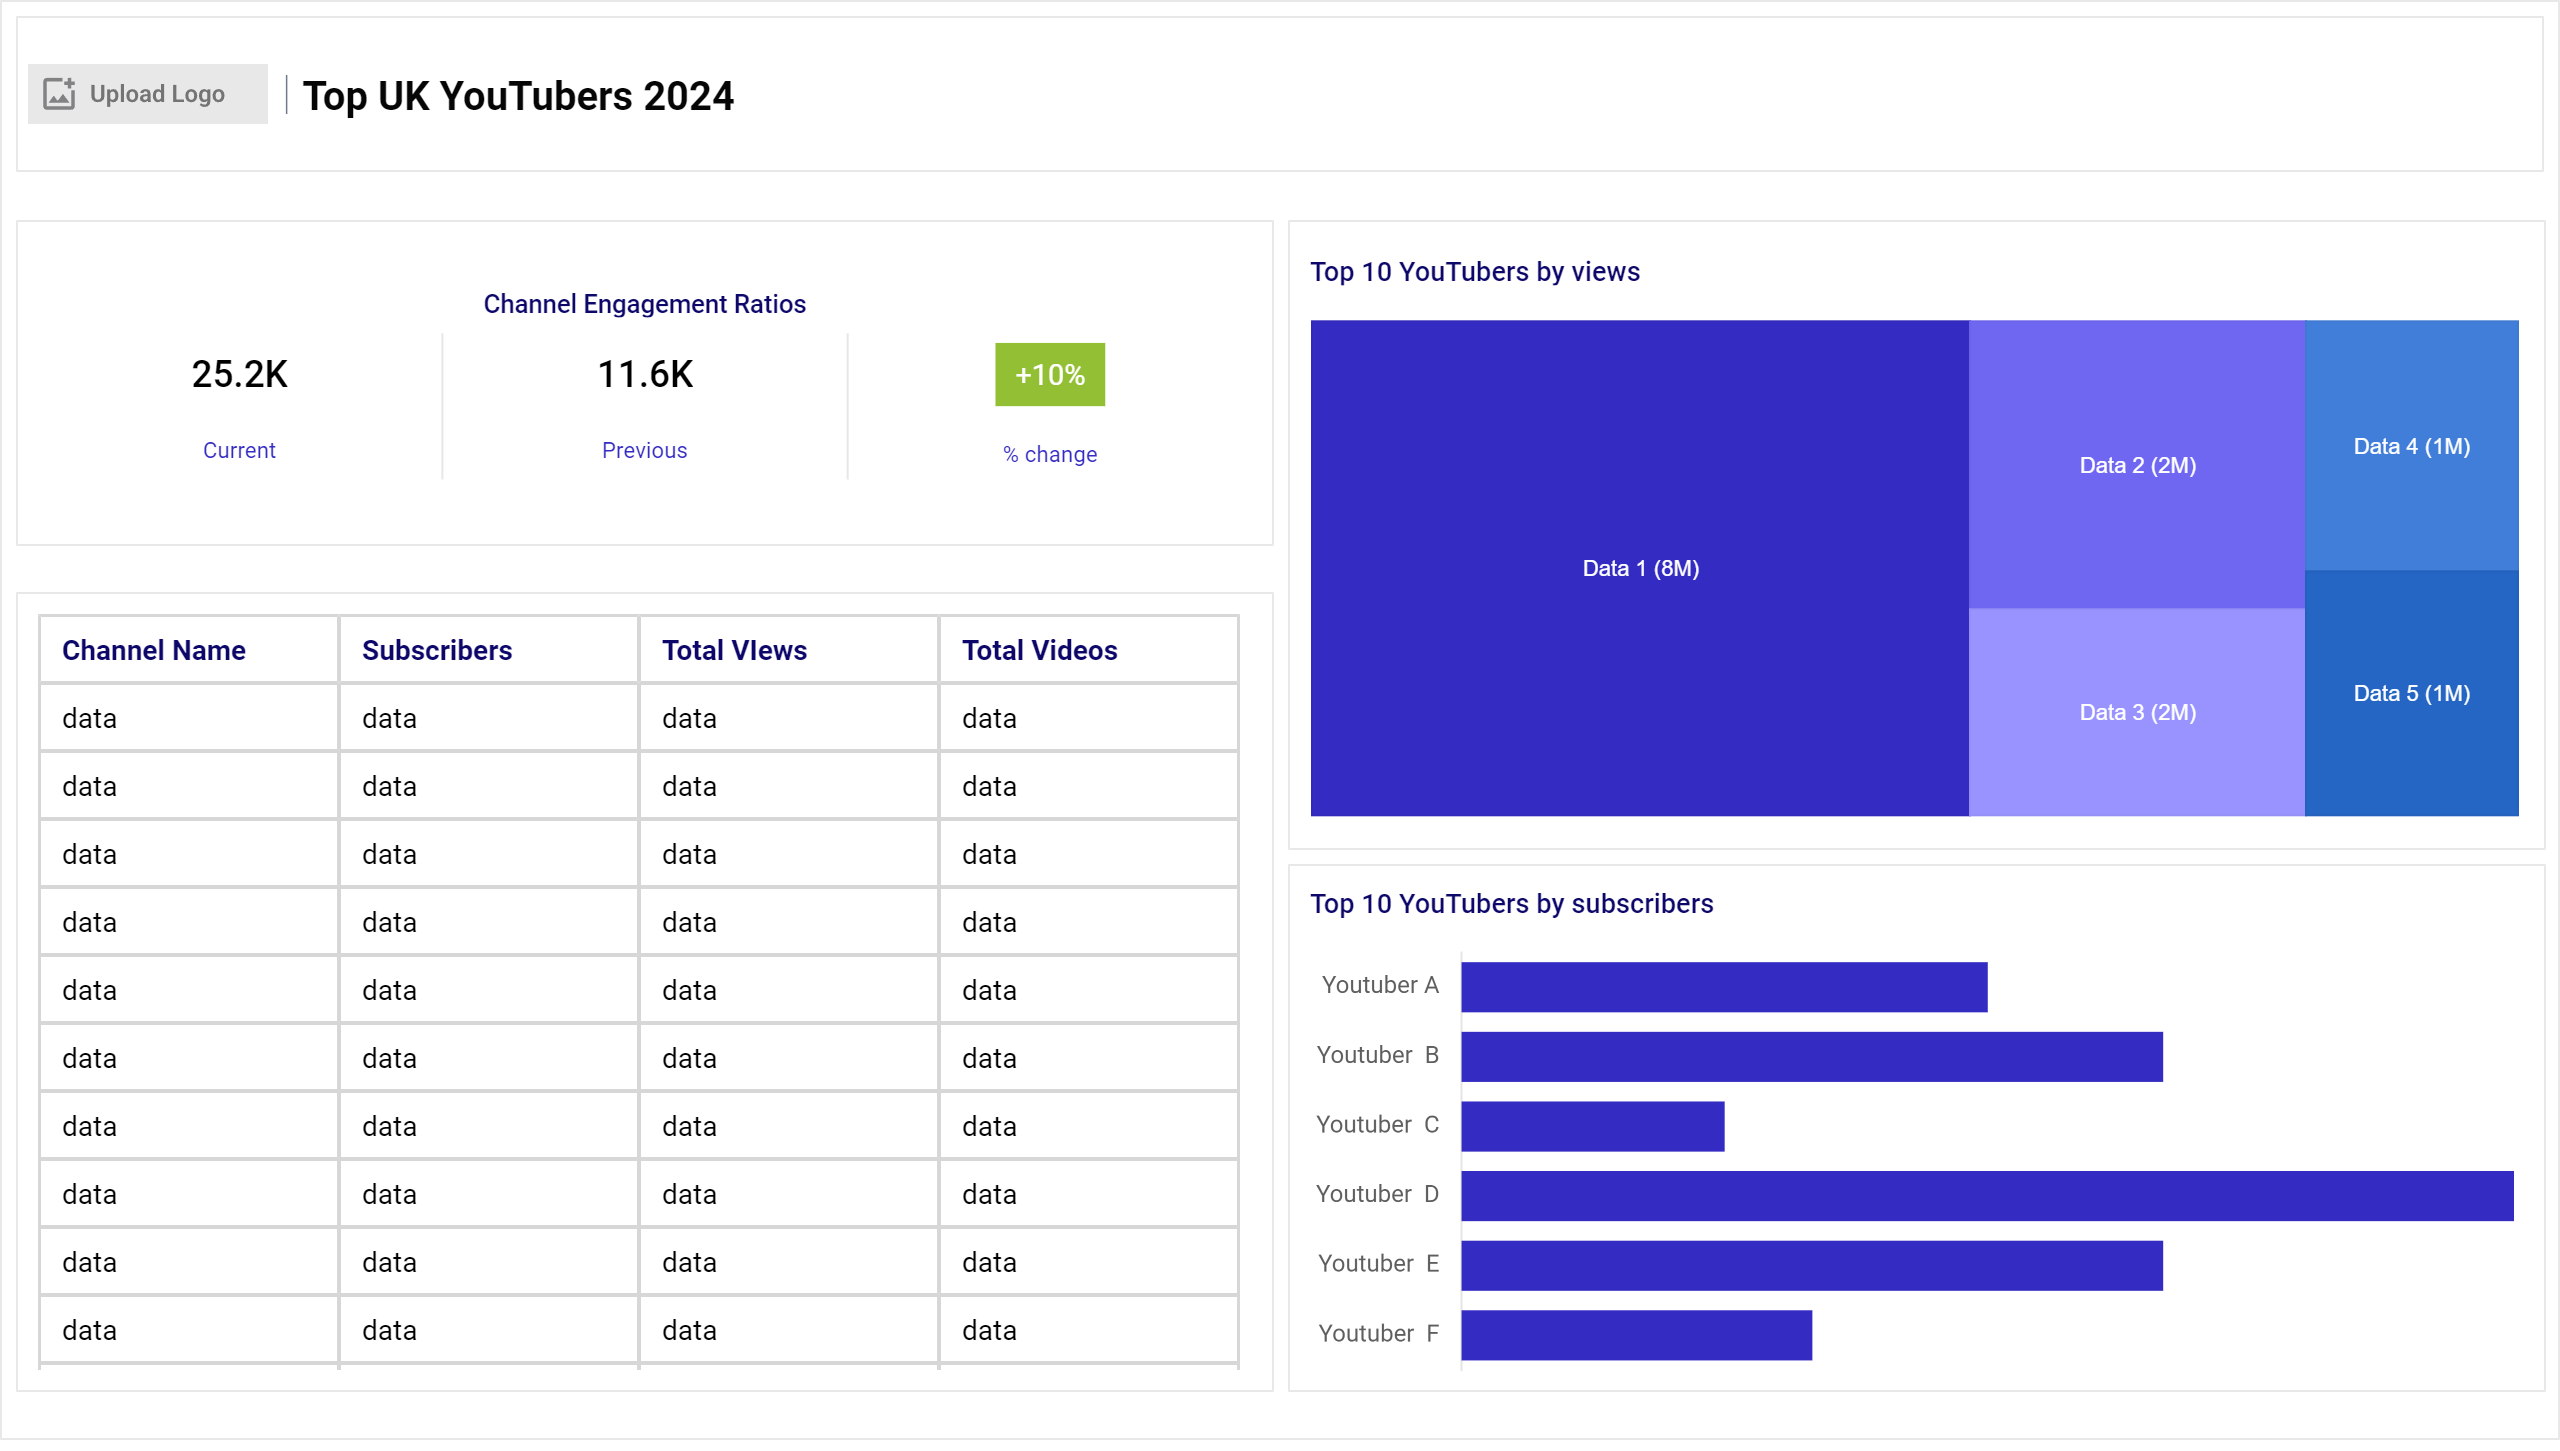 Upload Logo
Top UK YouTubers 2024
Channel Engagement Ratios
25.2K
Current
11.6K
Previous
+10%
% change
Channel Name Subscribers Total VIews Total Videos
data data data data
data data data data
data data data data
data data data data
data data data data
data data data data
data data data data
data data data data
data data data data
data data data data
Top 10 YouTubers by views
Data 1 (8M)
Data 2 (2M)
Data 3 (2M)
Data 4 (1M)
Data 5 (1M)
Top 10 YouTubers by subscribers
Youtuber A
Youtuber B
Youtuber C
Youtuber D
Youtuber E
Youtuber F